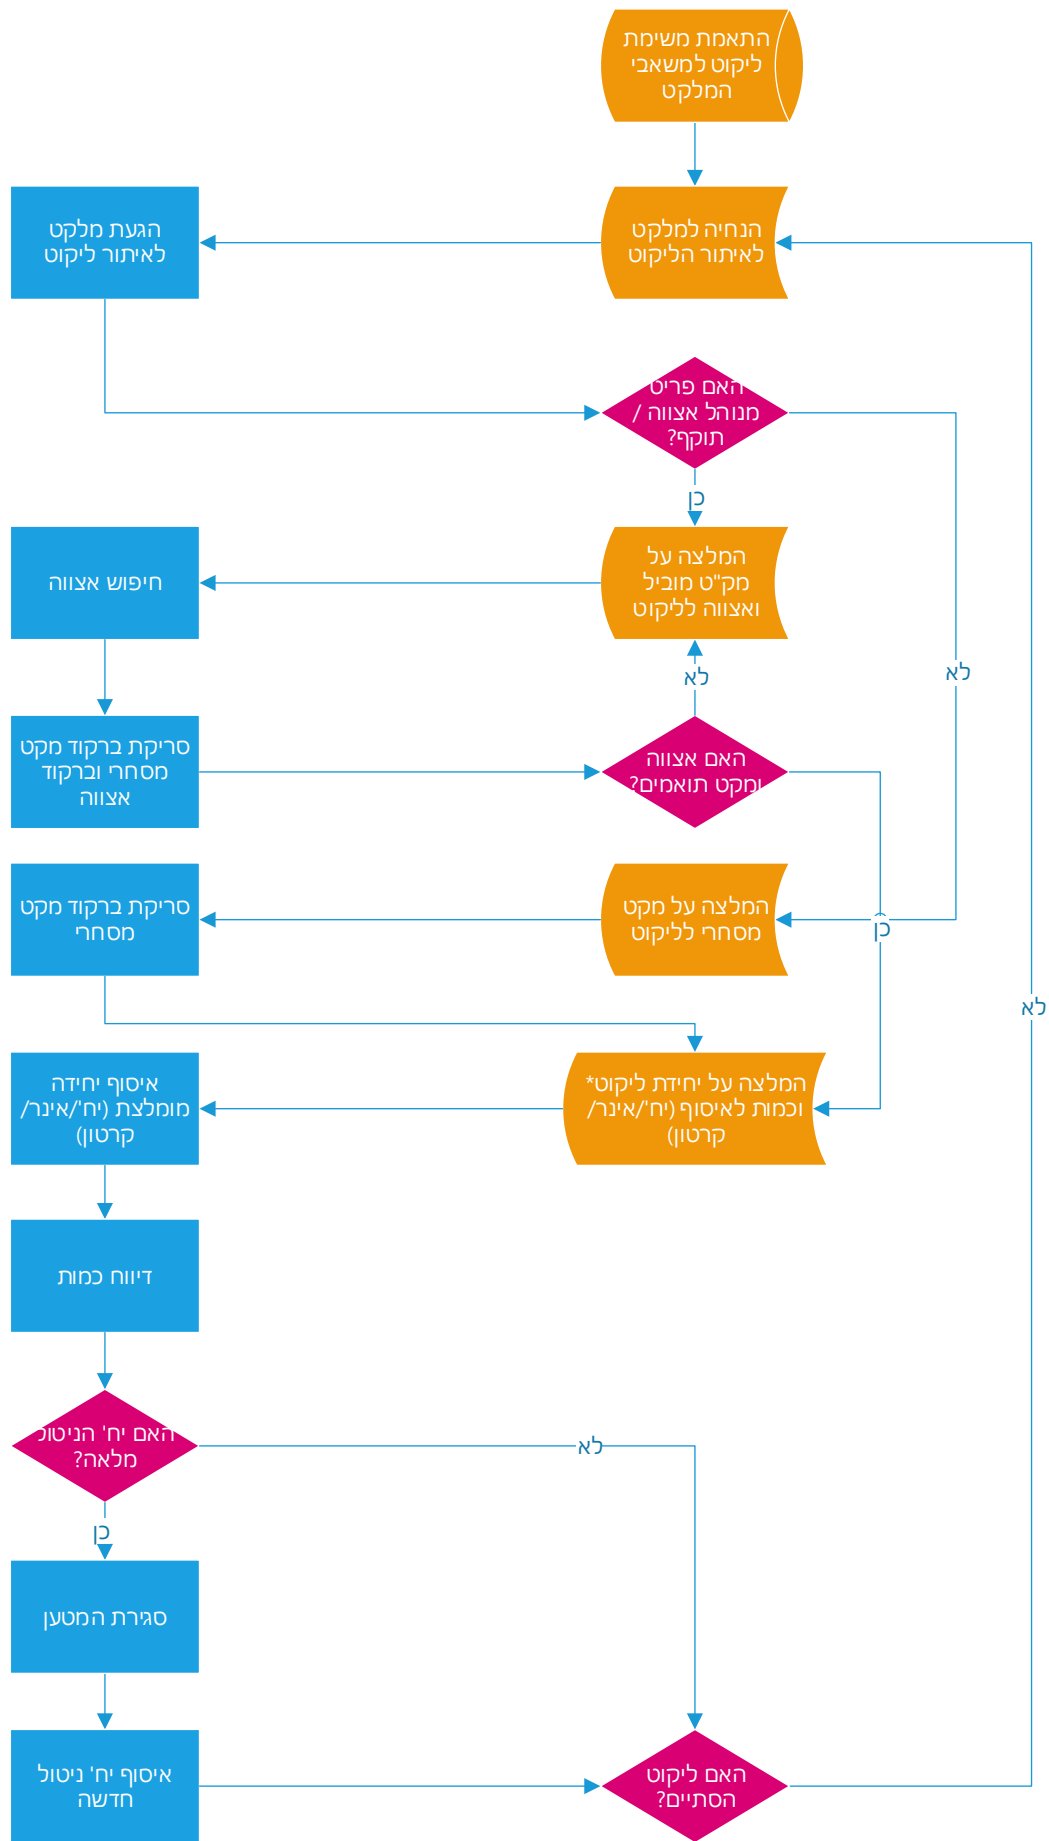 התאמת משימת
ליקוט למשאבי
המלקט
הנחיה למלקט
לאיתור הליקוט
הגעת מלקט
לאיתור ליקוט
האם פריט
מנוהל אצווה /
תוקף?
כן
המלצה על
מק"ט מוביל
ואצווה לליקוט
חיפוש אצווה
לא
לא
האם אצווה
ומקט תואמים?
סריקת ברקוד מקט
מסחרי וברקוד
אצווה
המלצה על מקט
מסחרי לליקוט
סריקת ברקוד מקט
מסחרי
כן
לא
המלצה על יחידת ליקוט*
וכמות לאיסוף (יח'/אינר/
קרטון)
איסוף יחידה
מומלצת (יח'/אינר/
קרטון)
דיווח כמות
האם יח' הניטול
מלאה?
לא
כן
סגירת המטען
איסוף יח' ניטול
חדשה
האם ליקוט
הסתיים?